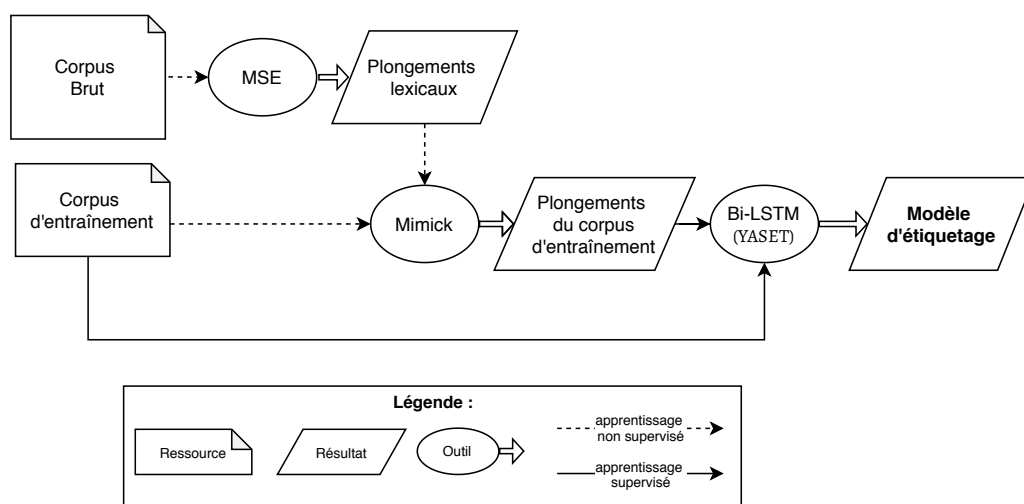 Corpus
Brut
MSE
Plongements
lexicaux
Corpus
d'entraînement
Mimick
Plongements
du corpus
d'entraînement
Bi-LSTM
(YASET)
Modèle
d'étiquetage
Légende :
Ressource
Résultat
Outil
apprentissage
non supervisé
apprentissage
supervisé